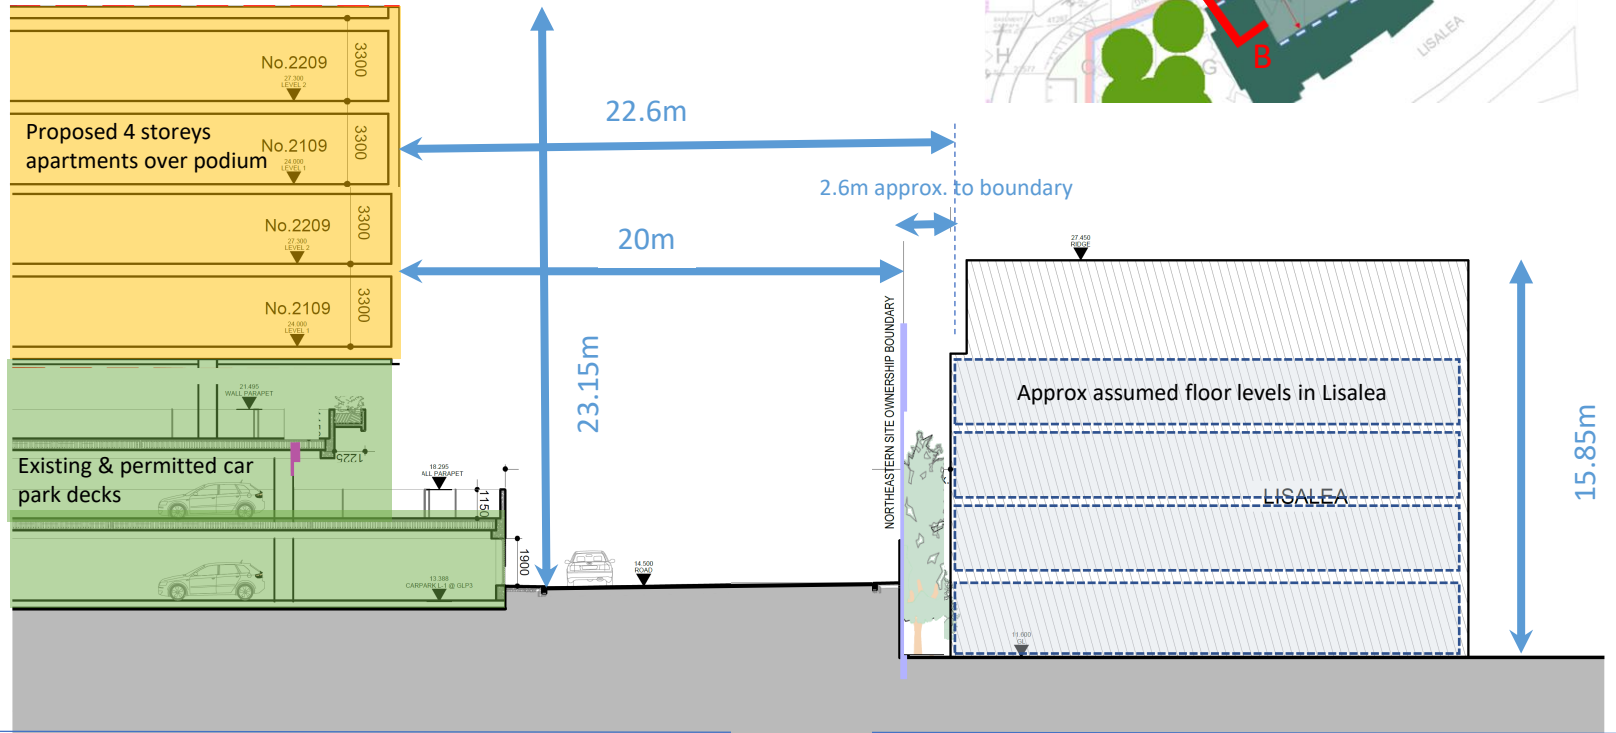 No.2209
27.300
LEVEL 2
3300
Proposed 4 storeys
apartments over podium
No.2109
24.000
LEVEL 1
3300
No.2209
27.300
LEVEL 2
3300
No.2109
24.000
LEVEL 1
3300
22.6m
2.6m approx. to boundary
20m
23.15m
NORTHEASTERN SITE OWNERSHIP BOUNDARY
27.450
RIDGE
Approx assumed floor levels in Lisalea
LISALEA
15.85m
11.600
GL
21.495
WALL PARAPET
1225
Existing & permitted car
park decks
18.295
ALL PARAPET
1150
1900
13.388
CARPARK L-1 @ GLP3
14.500
ROAD
H
G
B
LISALEA